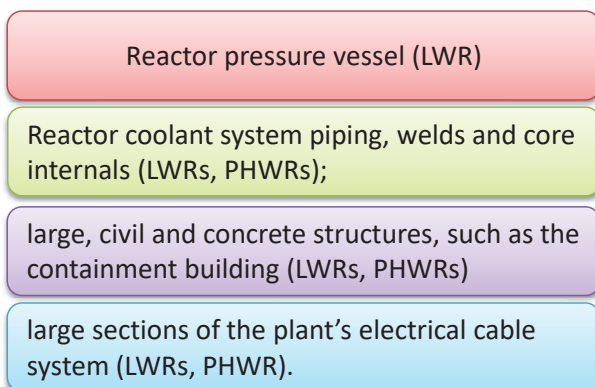 Reactor pressure vessel (LWR)
Reactor coolant system piping, welds and core
internals (LWRs, PHWRs);
large, civil and concrete structures, such as the
containment building (LWRs, PHWRs)
large sections of the plant’s electrical cable
system (LWRs, PHWR).